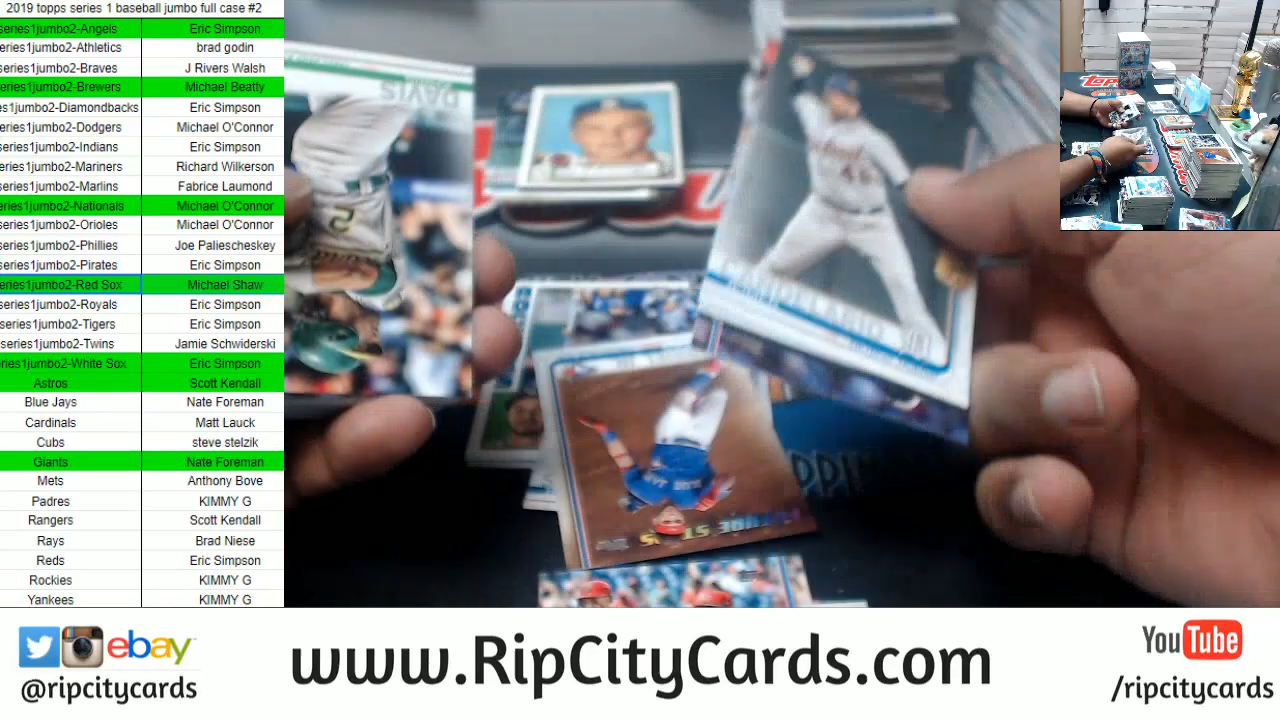 2019 topps series 1 baseball jumbo full case #2
series1jumbo2-Angels Eric Simpson
series1jumbo2-Athletics brad godin
series1jumbo2-Braves J Rivers Walsh
series1jumbo2-Brewers Michael Beatty
es1jumbo2-Diamondbacks Eric Simpson
series1jumbo2-Dodgers Michael O'Connor
series1jumbo2-Indians Eric Simpson
series1jumbo2-Mariners Richard Wilkerson
series1jumbo2-Marlins Fabrice Laumond
eries1jumbo2-Nationals Michael O'Connor
series1jumbo2-Orioles Michael O'Connor
series1jumbo2-Phillies Joe Paliescheskey
series1jumbo2-Pirates Eric Simpson
series1jumbo2-Red Sox Michael Shaw
series1jumbo2-Royals Eric Simpson
series1jumbo2-Tigers Eric Simpson
series1jumbo2-Twins Jamie Schwiderski
ries1jumbo2-White Sox Eric Simpson
Astros Scott Kendall
Blue Jays Nate Foreman
Cardinals Matt Lauck
Cubs steve stelzik
Giants Nate Foreman
Mets Anthony Bove
Padres KIMMY G
Rangers Scott Kendall
Rays Brad Niese
Reds Eric Simpson
Rockies KIMMY G
Yankees KIMMY G
ebay
@ripcitycards
www.RipCityCards.com
YouTube
/ripcitycards